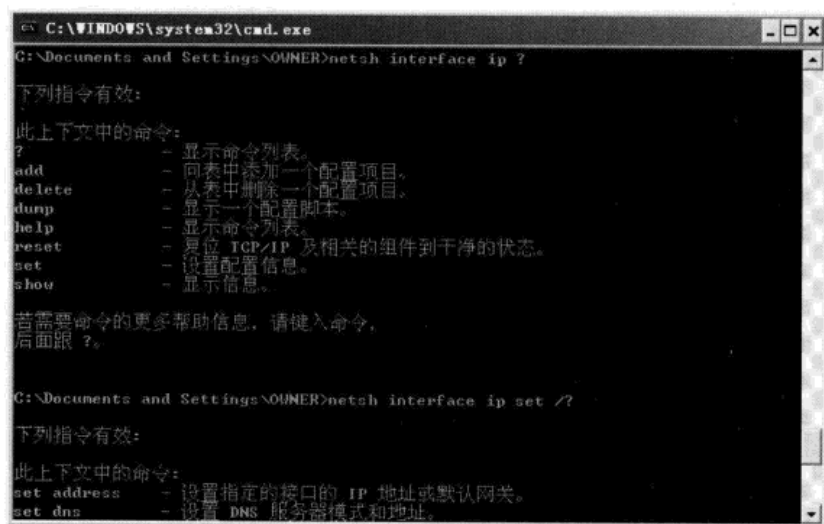 C:\WINDOWS\system32\cmd.exe
C:\Documents and Settings\OWNER>netsh interface ip ?
下列指令有效:
此上下文中的命令:
? - 显示命令列表。
add - 向表中添加一个配置项目。
delete - 从表中删除一个配置项目。
dump - 显示一个配置脚本。
help - 显示命令列表。
reset - 复位 TCP/IP 及相关的组件到干净的状态。
set - 设置配置信息。
show - 显示信息。
若需要命令的更多帮助信息，请键入命令，
后面跟 ?。
C:\Documents and Settings\OWNER>netsh interface ip set /?
下列指令有效:
此上下文中的命令:
set address - 设置指定的接口的 IP 地址或默认网关。
set dns - 设置 DNS 服务器模式和地址。